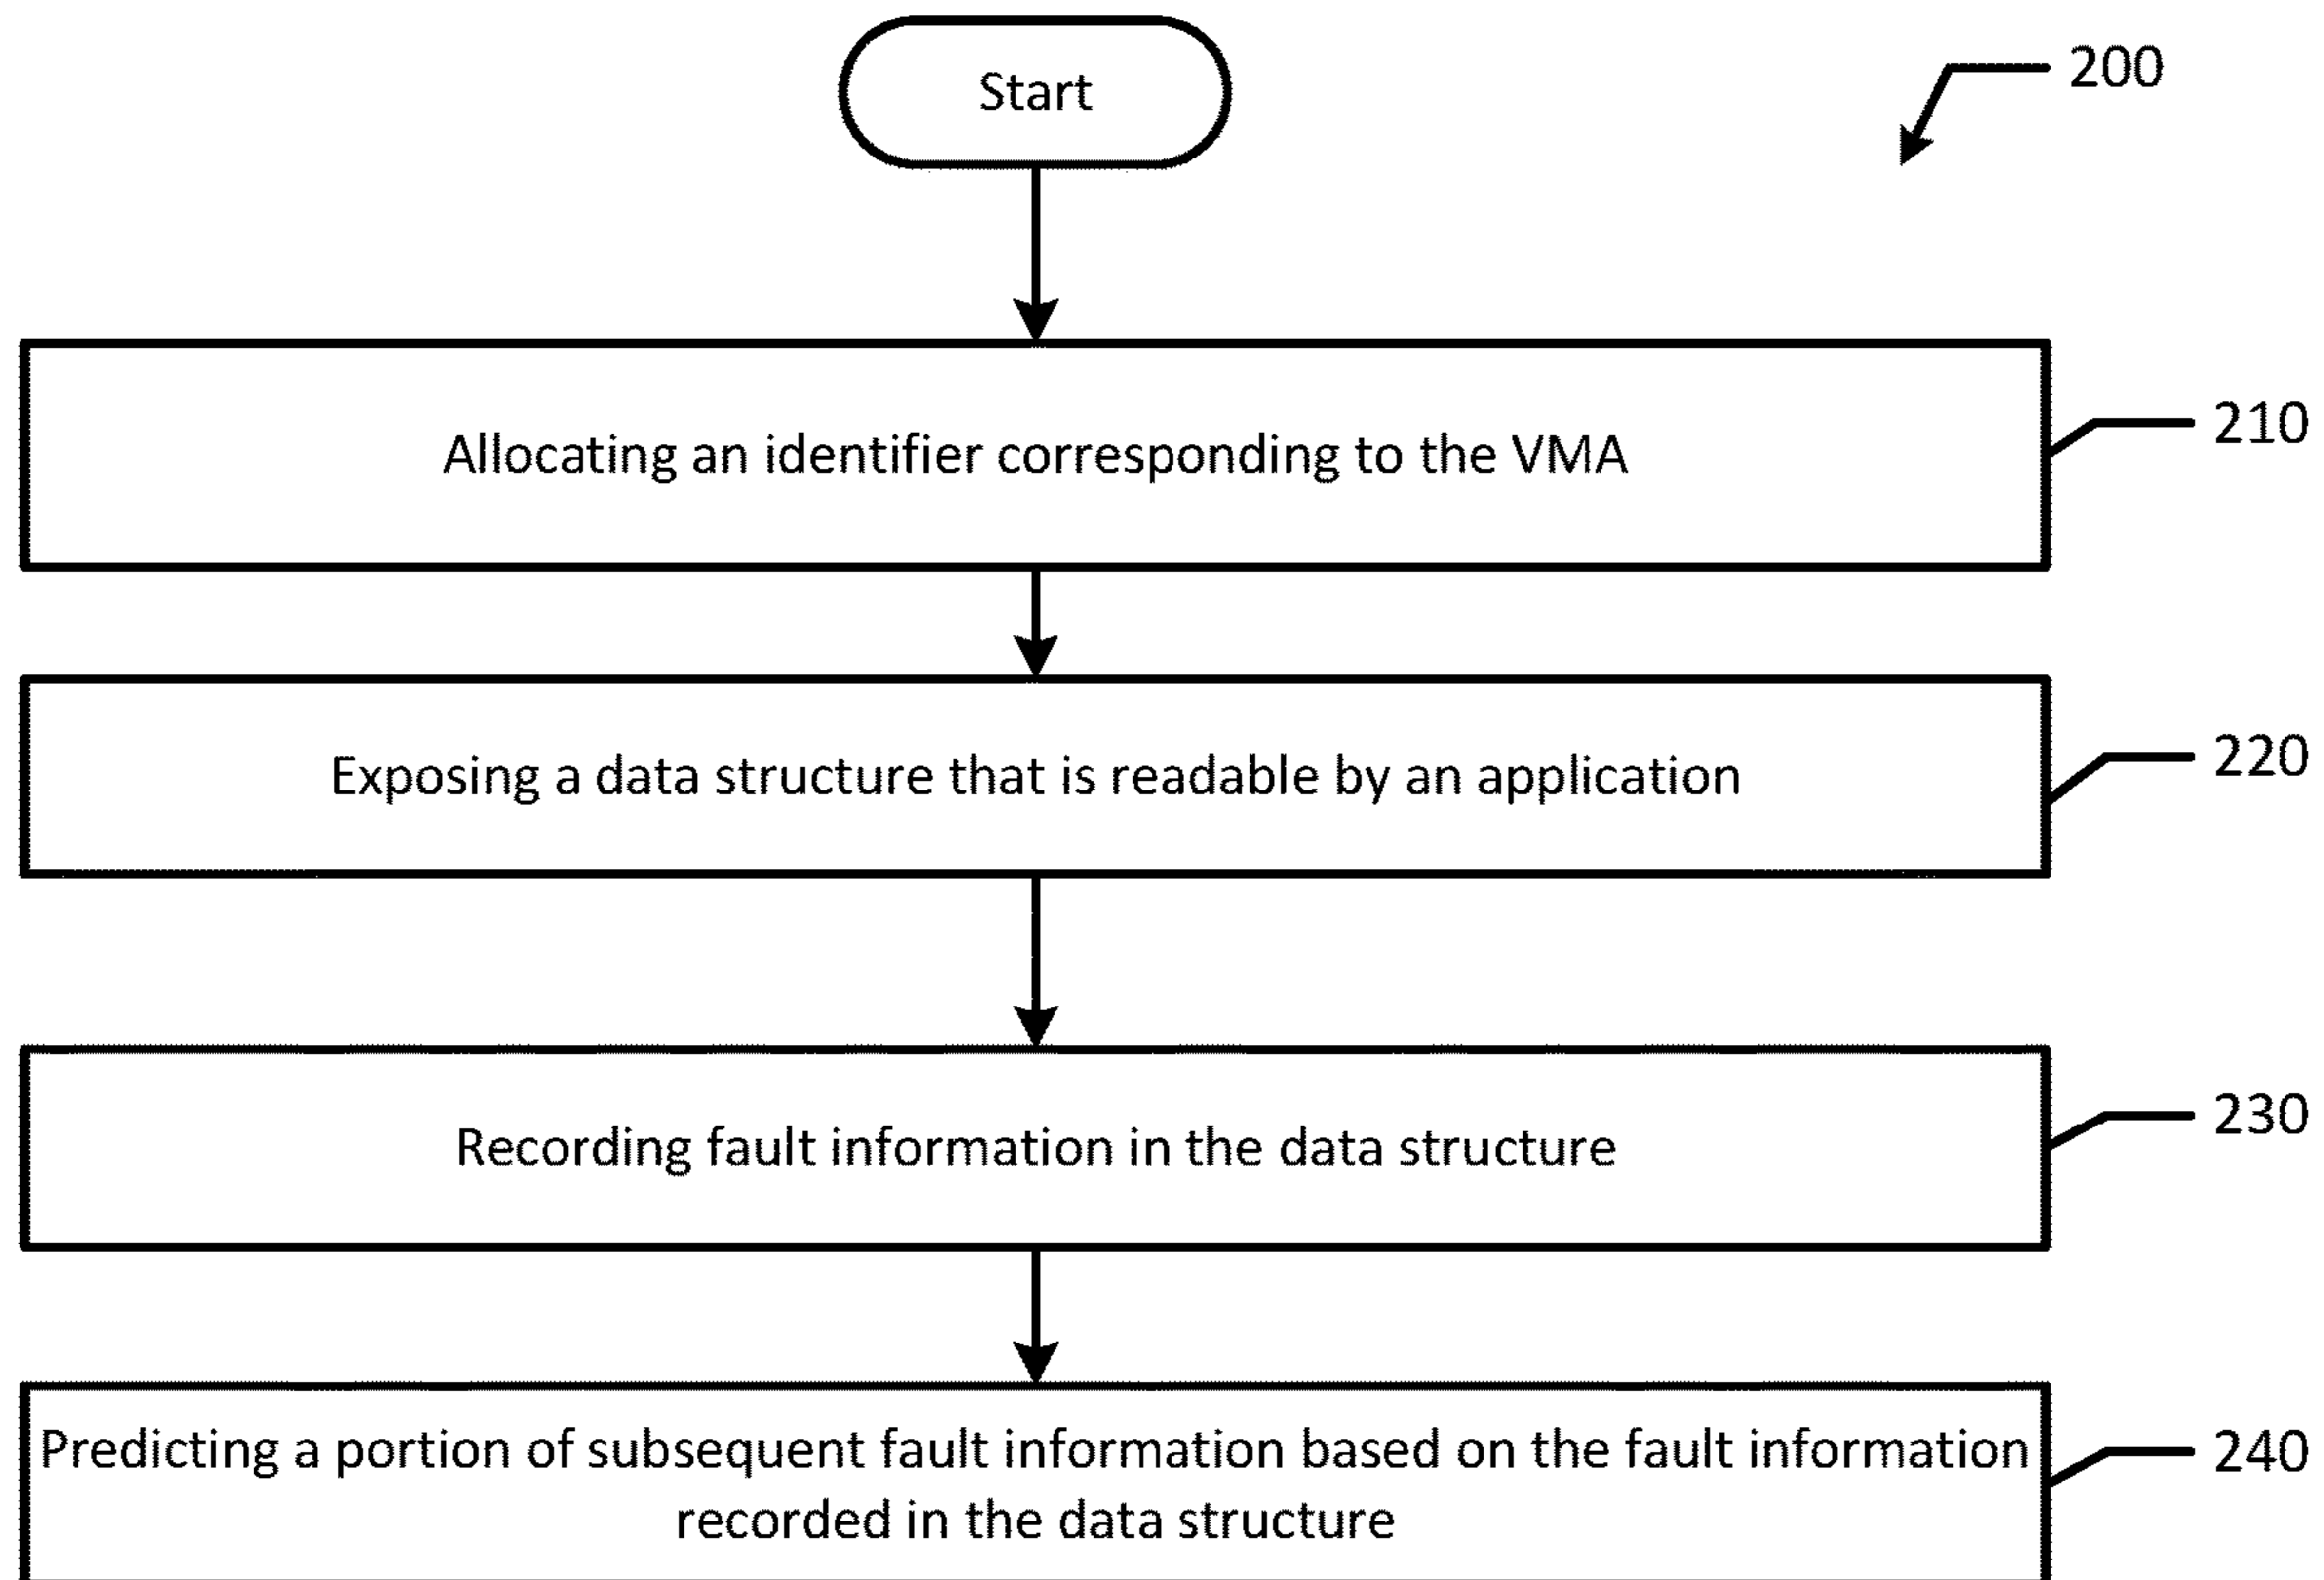 Start
200
Allocating an identifier corresponding to the VMA
210
Exposing a data structure that is readable by an application
220
Recording fault information in the data structure
230
Predicting a portion of subsequent fault information based on the fault information
recorded in the data structure
240